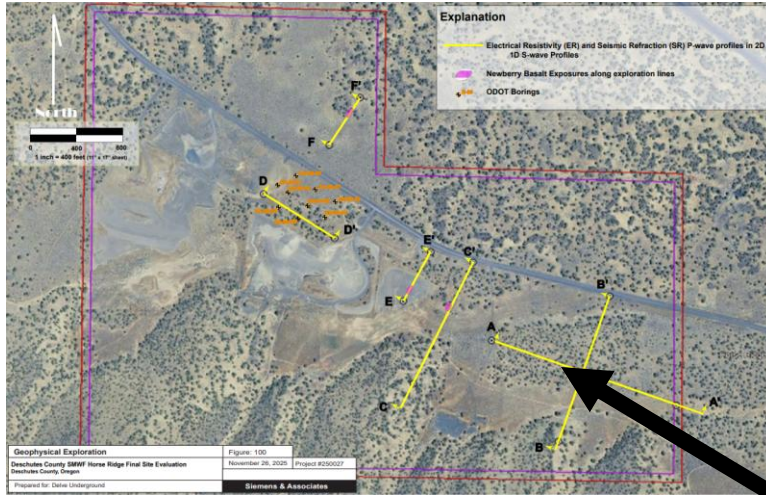 Explanation
Electrical Resistivity (ER) and Seismic Refraction (SR) P-wave profiles in 2D
1D S-wave Profiles
Newberry Basalt Exposures along exploration lines
ODOT Borings
North
0 400 800
1 inch = 400 feet (11" x 17" sheet)
F'
F
D
D'
E'
C'
E
B'
A
C
A'
B
Geophysical Exploration
Figure: 100
Deschutes County SMWF Horse Ridge Final Site Evaluation
Deschutes County, Oregon
November 26, 2025
Project #250027
Prepared for: Delve Underground
Siemens & Associates